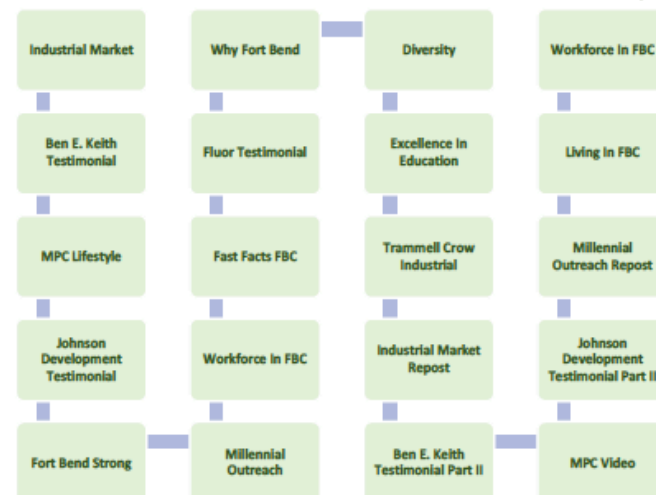 Industrial Market
Why Fort Bend
Diversity
Workforce In FBC
Ben E. Keith
Testimonial
Fluor Testimonial
Excellence In
Education
Living In FBC
MPC Lifestyle
Fast Facts FBC
Trammell Crow
Industrial
Millennial
Outreach Repost
Johnson
Development
Testimonial
Workforce In FBC
Industrial Market
Repost
Johnson
Development
Testimonial Part II
Fort Bend Strong
Millennial
Outreach
Ben E. Keith
Testimonial Part II
MPC Video